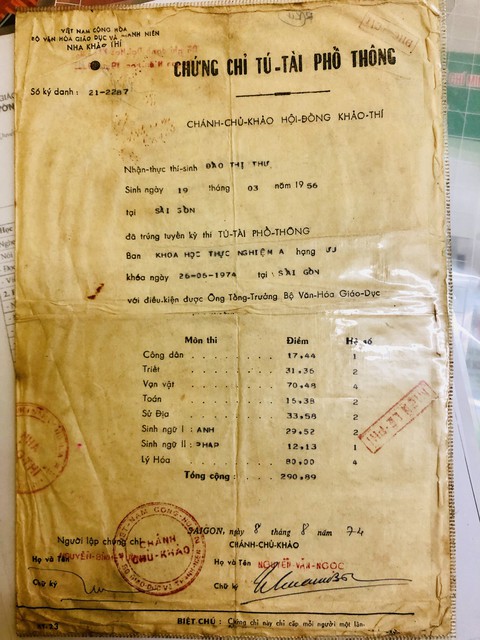 VIỆT NAM CỘNG HÒA
BỘ VĂN HÓA GIÁO DỤC VÀ THANH NIÊN
NHA KHẢO THÍ
Số ký danh : 21-2287
CHỨNG CHỈ TÚ-TÀI PHỔ THÔNG
CHÁNH-CHỦ-KHẢO HỘI-ĐỒNG KHẢO-THÍ
Nhận-thực thí-sinh ĐÀO THỊ THƯ
Sinh ngày 19 tháng 03 năm 1956
tại SÀI GÒN
đã trúng tuyển kỳ thi TÚ-TÀI PHỔ-THÔNG
Ban KHOA HỌC THỰC NGHIỆM A hạng ƯU
khóa ngày 26-06-1974 tại SÀI GÒN
với điều-kiện được Ông Tổng-Trưởng Bộ Văn-Hóa Giáo-Dục
Môn thi Điểm Hệ số
Công dân 17.44 1
Triết 31.36 2
Vạn vật 70.48 4
Toán 16.38 2
Sử Địa 33.58 2
Sinh ngữ I : ANH 29.52 2
Sinh ngữ II : PHÁP 12.13 1
Lý Hóa 80.00 4
Tổng cộng : 290.89
MIỄN LỆ PHÍ
SAIGON, ngày 8 tháng 8 năm 74
Người lập chứng chỉ CHÁNH-CHỦ-KHẢO
CHÁNH CHỦ-KHẢO
Họ và Tên Họ và Tên NGUYỄN-VĂN-NGỌC
Chữ ký Chữ ký
BIỆT CHÚ : Chứng chỉ này chỉ cấp mỗi người một lần.